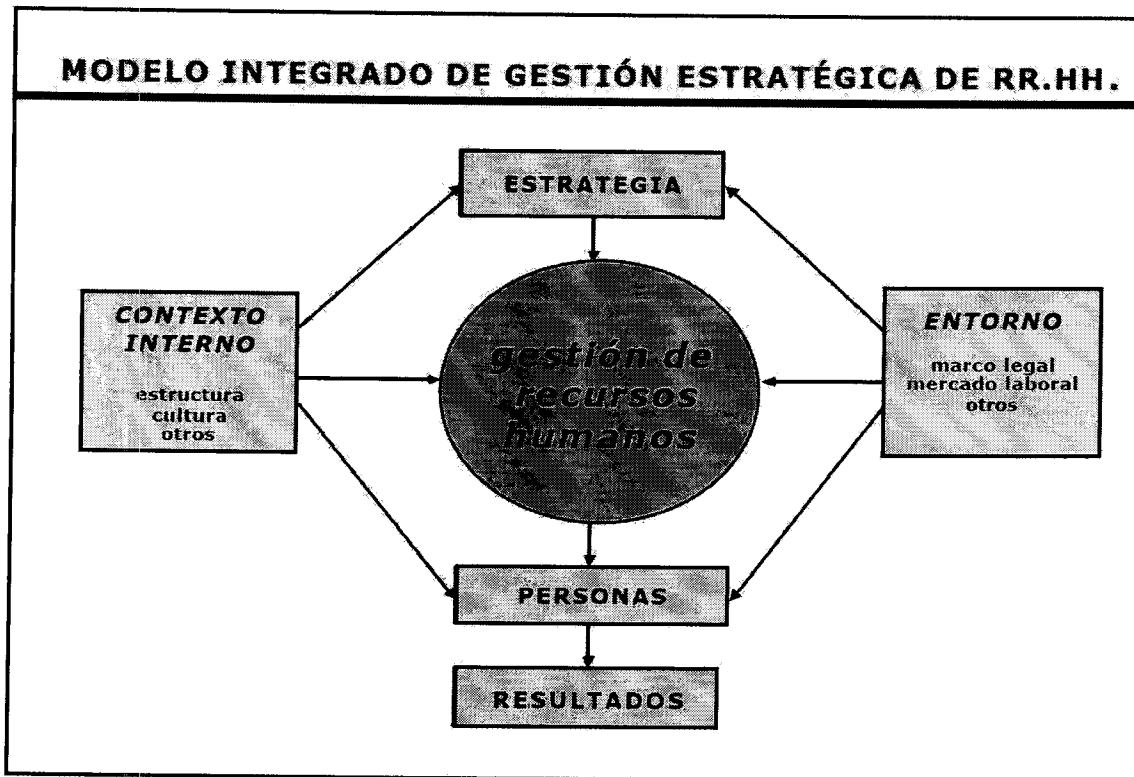 MODELO INTEGRADO DE GESTIÓN ESTRATÉGICA DE RR.HH.
ESTRATEGIA
CONTEXTO
INTERNO
estructura
cultura
otros
gestión de
recursos
humanos
ENTORNO
marco legal
mercado laboral
otros
PERSONAS
RESULTADOS